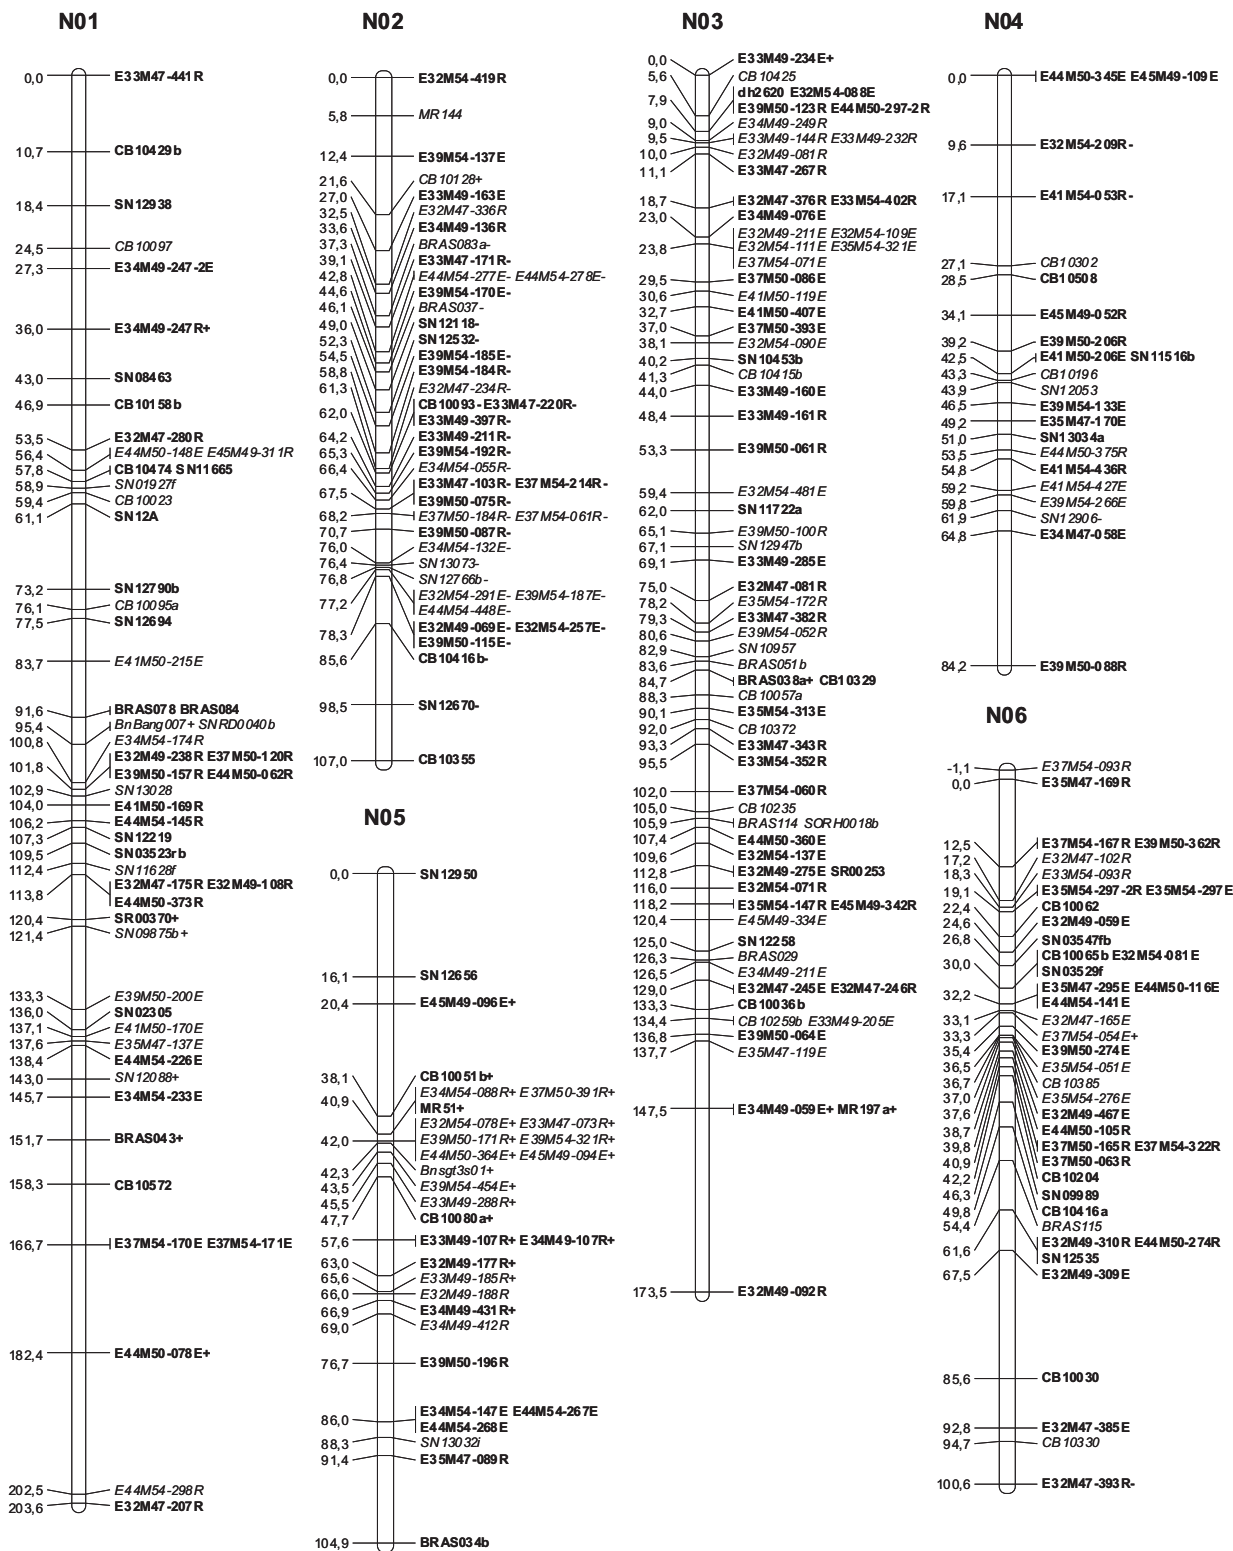 N01
0,0 E33M47-441R
10,7 CB10429b
18,4 SN12938
24,5 CB10097
27,3 E34M49-247-2E
36,0 E34M49-247R+
43,0 SN08463
46,9 CB10158b
53,5 E32M47-280R
56,4 E44M50-148E E45M49-311R
57,8 CB10474 SN11665
58,9 SN01927f
59,4 CB10023
61,1 SN12A
73,2 SN12790b
76,1 CB10095a
77,5 SN12694
83,7 E41M50-215E
91,6 BRAS078 BRAS084
95,4 BnBang007+ SNRD0040b
100,8 E34M54-174R
101,8 E32M49-238R E37M50-120R
E39M50-157R E44M50-062R
102,9 SN13028
104,0 E41M50-169R
106,2 E44M54-145R
107,3 SN12219
109,5 SN03523rb
112,4 SN11628f
113,8 E32M47-175R E32M49-108R
E44M50-373R
120,4 SR00370+
121,4 SN09875b+
133,3 E39M50-200E
136,0 SN02305
137,1 E41M50-170E
137,6 E35M47-137E
138,4 E44M54-226E
143,0 SN12088+
145,7 E34M54-233E
151,7 BRAS043+
158,3 CB10572
166,7 E37M54-170E E37M54-171E
182,4 E44M50-078E+
202,5 E44M54-298R
203,6 E32M47-207R
N02
0,0 E32M54-419R
5,8 MR144
12,4 E39M54-137E
21,6 CB10128+
27,0 E33M49-163E
32,5 E32M47-336R
33,6 E34M49-136R
37,3 BRAS083a-
39,1 E33M47-171R-
42,8 E44M54-277E- E44M54-278E-
44,6 E39M54-170E-
46,1 BRAS037-
49,0 SN12118-
52,3 SN12532-
54,5 E39M54-185E-
58,8 E39M54-184R-
61,3 E32M47-234R-
62,0 CB10093- E33M47-220R-
E33M49-397R-
64,2 E33M49-211R-
65,3 E39M54-192R-
66,4 E34M54-055R-
67,5 E33M47-103R- E37M54-214R-
E39M50-075R-
68,2 E37M50-184R- E37M54-061R-
70,7 E39M50-087R-
76,0 E34M54-132E-
76,4 SN13073-
76,8 SN12766b-
77,2 E32M54-291E- E39M54-187E-
E44M54-448E-
78,3 E32M49-069E- E32M54-257E-
E39M50-115E-
85,6 CB10416b-
98,5 SN12670-
107,0 CB10355
N05
0,0 SN12950
16,1 SN12656
20,4 E45M49-096E+
38,1 CB10051b+
40,9 E34M54-088R+ E37M50-391R+
MR51+
42,0 E32M54-078E+ E33M47-073R+
E39M50-171R+ E39M54-321R+
E44M50-364E+ E45M49-094E+
42,3 Bnsgt3s01+
43,5 E39M54-454E+
45,5 E33M49-288R+
47,7 CB10080a+
57,6 E33M49-107R+ E34M49-107R+
63,0 E32M49-177R+
65,6 E33M49-185R+
66,0 E32M49-188R
66,9 E34M49-431R+
69,0 E34M49-412R
76,7 E39M50-196R
86,0 E34M54-147E E44M54-267E
E44M54-268E
88,3 SN13032i
91,4 E35M47-089R
104,9 BRAS034b
N03
0,0 E33M49-234E+
5,6 CB10425
7,9 dh2620 E32M54-088E
E39M50-123R E44M50-297-2R
9,0 E34M49-249R
9,5 E33M49-144R E33M49-232R
10,0 E32M49-081R
11,1 E33M47-267R
18,7 E32M47-376R E33M54-402R
23,0 E34M49-076E
23,8 E32M49-211E E32M54-109E
E32M54-111E E35M54-321E
E37M54-071E
29,5 E37M50-086E
30,6 E41M50-119E
32,7 E41M50-407E
37,0 E37M50-393E
38,1 E32M54-090E
40,2 SN10453b
41,3 CB10415b
44,0 E33M49-160E
48,4 E33M49-161R
53,3 E39M50-061R
59,4 E32M54-481E
62,0 SN11722a
65,1 E39M50-100R
67,1 SN12947b
69,1 E33M49-285E
75,0 E32M47-081R
78,2 E35M54-172R
79,3 E33M47-382R
80,6 E39M54-052R
82,9 SN10957
83,6 BRAS051b
84,7 BRAS038a+ CB10329
88,3 CB10057a
90,1 E35M54-313E
92,0 CB10372
93,3 E33M47-343R
95,5 E33M54-352R
102,0 E37M54-060R
105,0 CB10235
105,9 BRAS114 SORH0018b
107,4 E44M50-360E
109,6 E32M54-137E
112,8 E32M49-275E SR00253
116,0 E32M54-071R
118,2 E35M54-147R E45M49-342R
120,4 E45M49-334E
125,0 SN12258
126,3 BRAS029
126,5 E34M49-211E
129,0 E32M47-245E E32M47-246R
133,3 CB10036b
134,4 CB10259b E33M49-205E
136,8 E39M50-064E
137,7 E35M47-119E
147,5 E34M49-059E+ MR197a+
173,5 E32M49-092R
N04
0,0 E44M50-345E E45M49-109E
9,6 E32M54-209R-
17,1 E41M54-053R-
27,1 CB10302
28,5 CB10508
34,1 E45M49-052R
39,2 E39M50-206R
42,5 E41M50-206E SN11516b
43,3 CB10196
43,9 SN12053
46,5 E39M54-133E
49,2 E35M47-170E
51,0 SN13034a
53,5 E44M50-375R
54,8 E41M54-436R
59,2 E41M54-427E
59,8 E39M54-266E
61,9 SN12906-
64,8 E34M47-058E
84,2 E39M50-088R
N06
-1,1 E37M54-093R
0,0 E35M47-169R
12,5 E37M54-167R E39M50-362R
17,2 E32M47-102R
18,3 E33M54-093R
19,1 E35M54-297-2R E35M54-297E
22,4 CB10062
24,6 E32M49-059E
26,8 SN03547fb
30,0 CB10065b E32M54-081E
SN03529f
32,2 E35M47-295E E44M50-116E
E44M54-141E
33,1 E32M47-165E
33,3 E37M54-054E+
35,4 E39M50-274E
36,5 E35M54-051E
36,7 CB10385
37,0 E35M54-276E
37,6 E32M49-467E
38,7 E44M50-105R
39,8 E37M50-165R E37M54-322R
40,9 E37M50-063R
42,2 CB10204
46,3 SN09989
49,8 CB10416a
54,4 BRAS115
61,6 E32M49-310R E44M50-274R
SN12535
67,5 E32M49-309E
85,6 CB10030
92,8 E32M47-385E
94,7 CB10330
100,6 E32M47-393R-